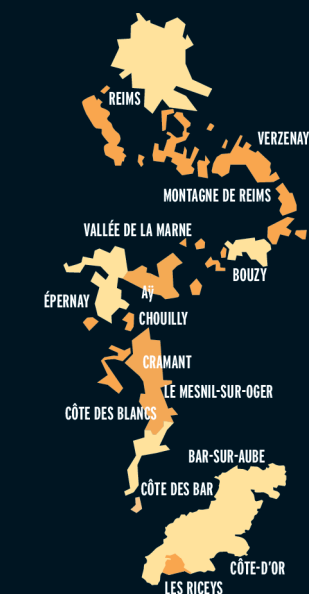 REIMS
VERZENAY
MONTAGNE DE REIMS
VALLÉE DE LA MARNE
BOUZY
Aÿ
ÉPERNAY
CHOUILLY
CRAMANT
LE MESNIL-SUR-OGER
CÔTE DES BLANCS
BAR-SUR-AUBE
CÔTE DES BAR
CÔTE-D'OR
LES RICEYS